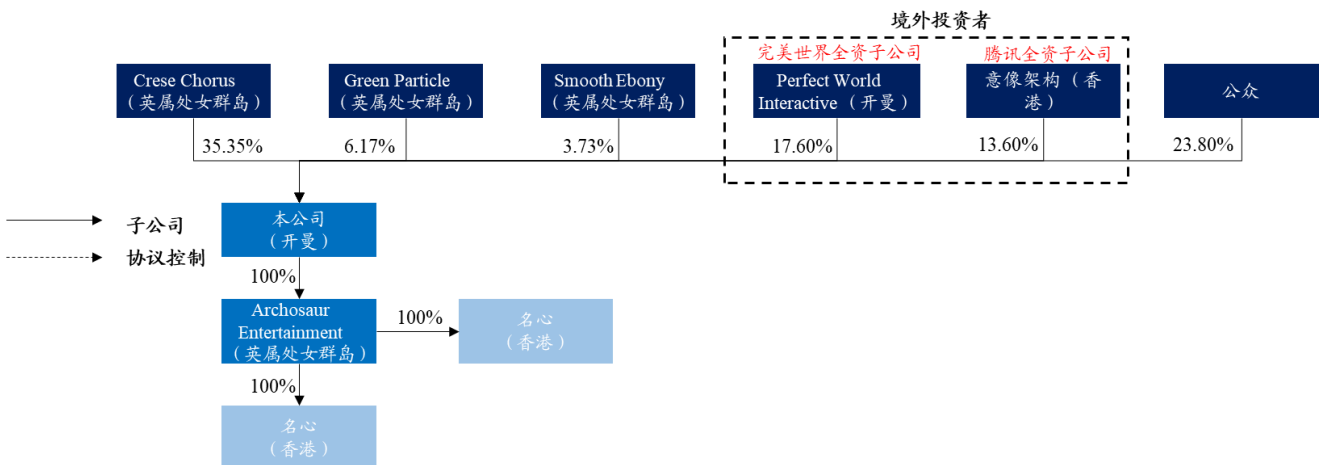 境外投资者
完美世界全资子公司
腾讯全资子公司
Crese Chorus
（英属处女群岛）
Green Particle
（英属处女群岛）
Smooth Ebony
（英属处女群岛）
Perfect World
Interactive（开曼）
意像架构（香
港）
公众
35.35%
6.17%
3.73%
17.60%
13.60%
23.80%
子公司
协议控制
本公司
（开曼）
100%
Archosaur
Entertainment
（英属处女群岛）
100%
名心
（香港）
100%
名心
（香港）